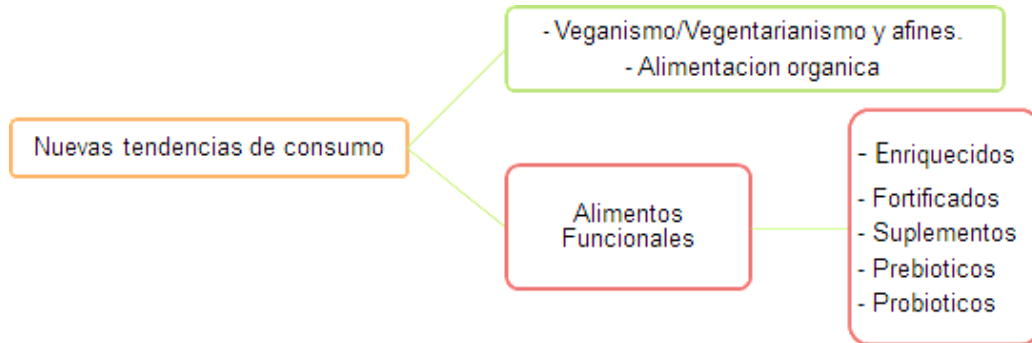 - Veganismo/Vegentarianismo y afines.
- Alimentacion organica
Nuevas tendencias de consumo
Alimentos
Funcionales
- Enriquecidos
- Fortificados
- Suplementos
- Prebioticos
- Probioticos